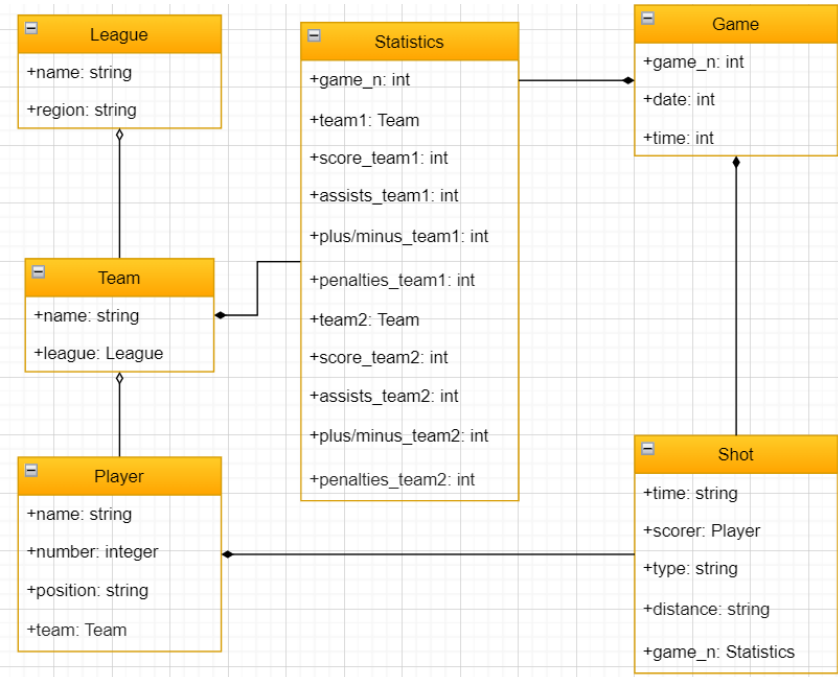 League
+name: string
+region: string
Team
+name: string
+league: League
Player
+name: string
+number: integer
+position: string
+team: Team
Statistics
+game_n: int
+team1: Team
+score_team1: int
+assists_team1: int
+plus/minus_team1: int
+penalties_team1: int
+team2: Team
+score_team2: int
+assists_team2: int
+plus/minus_team2: int
+penalties_team2: int
Game
+game_n: int
+date: int
+time: int
Shot
+time: string
+scorer: Player
+type: string
+distance: string
+game_n: Statistics